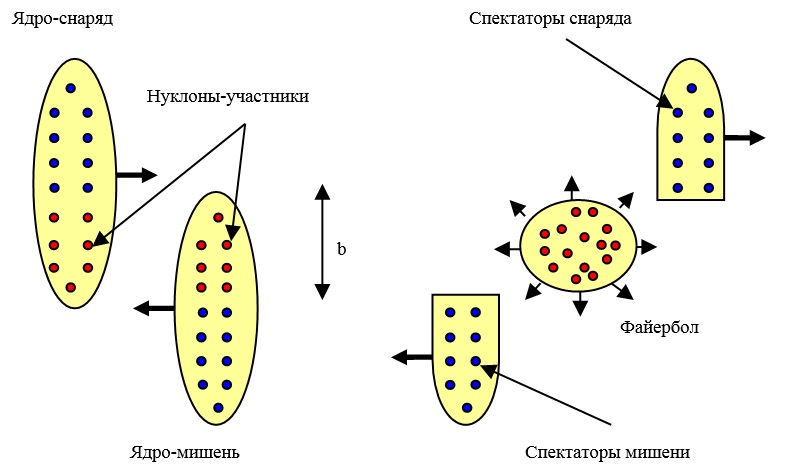 Ядро-снаряд
Спектаторы снаряда
Нуклоны-участники
b
Файербол
Ядро-мишень
Спектаторы мишени